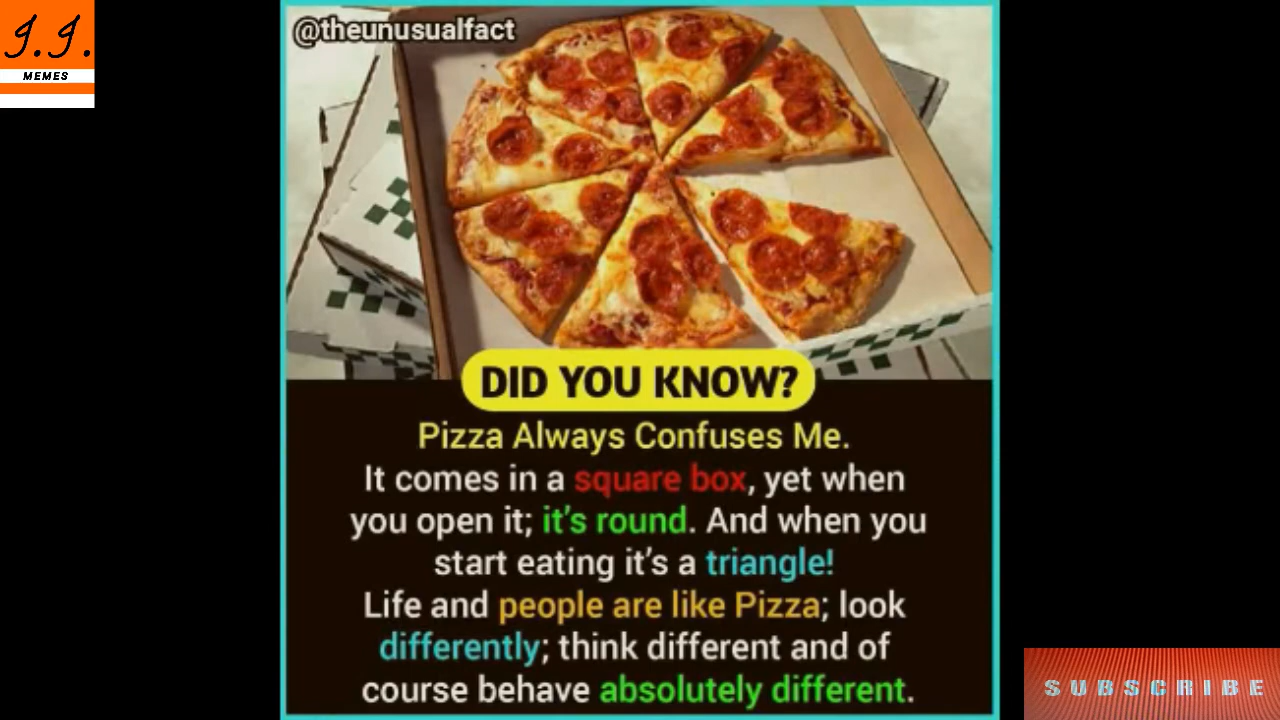 J.J.
MEMES
@theunusualfact
DID YOU KNOW?
Pizza Always Confuses Me.
It comes in a square box, yet when
you open it; it's round. And when you
start eating it's a triangle!
Life and people are like Pizza; look
differently; think different and of
course behave absolutely different.
SUBSCRIBE